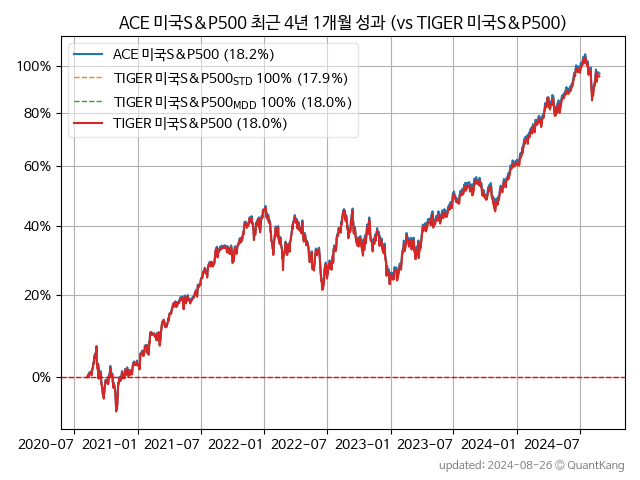 ACE 미국S&P500 최근 4년 1개월 성과 (vs TIGER 미국S&P500)
ACE 미국S&P500 (18.2%)
TIGER 미국S&P500STD 100% (17.9%)
TIGER 미국S&P500MDD 100% (18.0%)
TIGER 미국S&P500 (18.0%)
100%
80%
60%
40%
20%
0%
2020-07 2021-01 2021-07 2022-01 2022-07 2023-01 2023-07 2024-01 2024-07
updated: 2024-08-26 © QuantKang